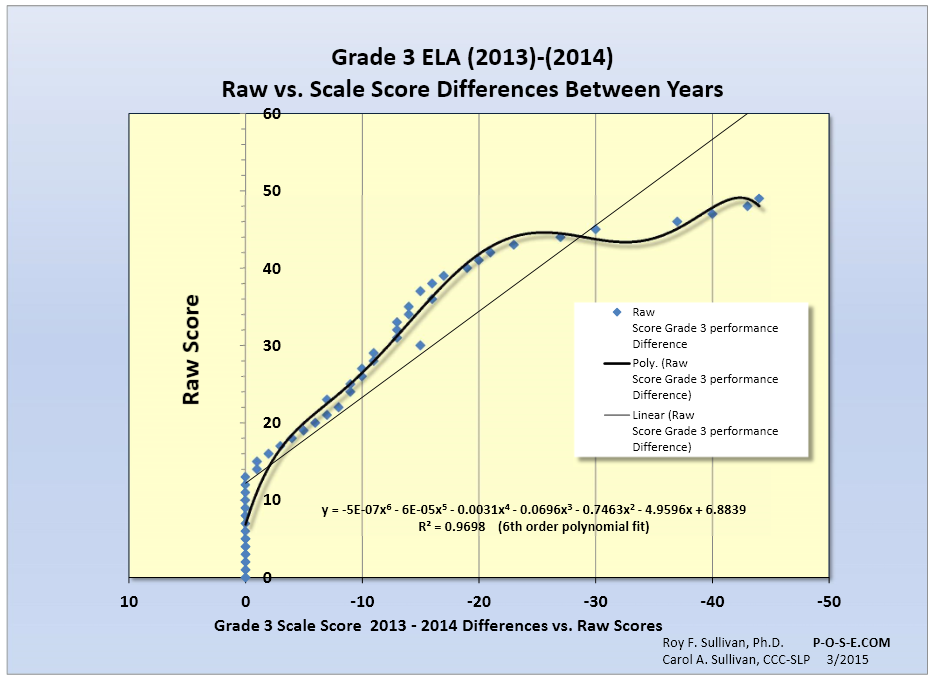 Grade 3 ELA (2013)-(2014)
Raw vs. Scale Score Differences Between Years
60
50
40
30
20
10
0
Raw Score
Raw
Score Grade 3 performance
Difference
Poly. (Raw
Score Grade 3 performance
Difference)
Linear (Raw
Score Grade 3 performance
Difference)
y = -5E-07x⁶ - 6E-05x⁵ - 0.0031x⁴ - 0.0696x³ - 0.7463x² - 4.9596x + 6.8839
R² = 0.9698 (6th order polynomial fit)
10 0 -10 -20 -30 -40 -50
Grade 3 Scale Score 2013 - 2014 Differences vs. Raw Scores
Roy F. Sullivan, Ph.D. P-O-S-E.COM
Carol A. Sullivan, CCC-SLP 3/2015